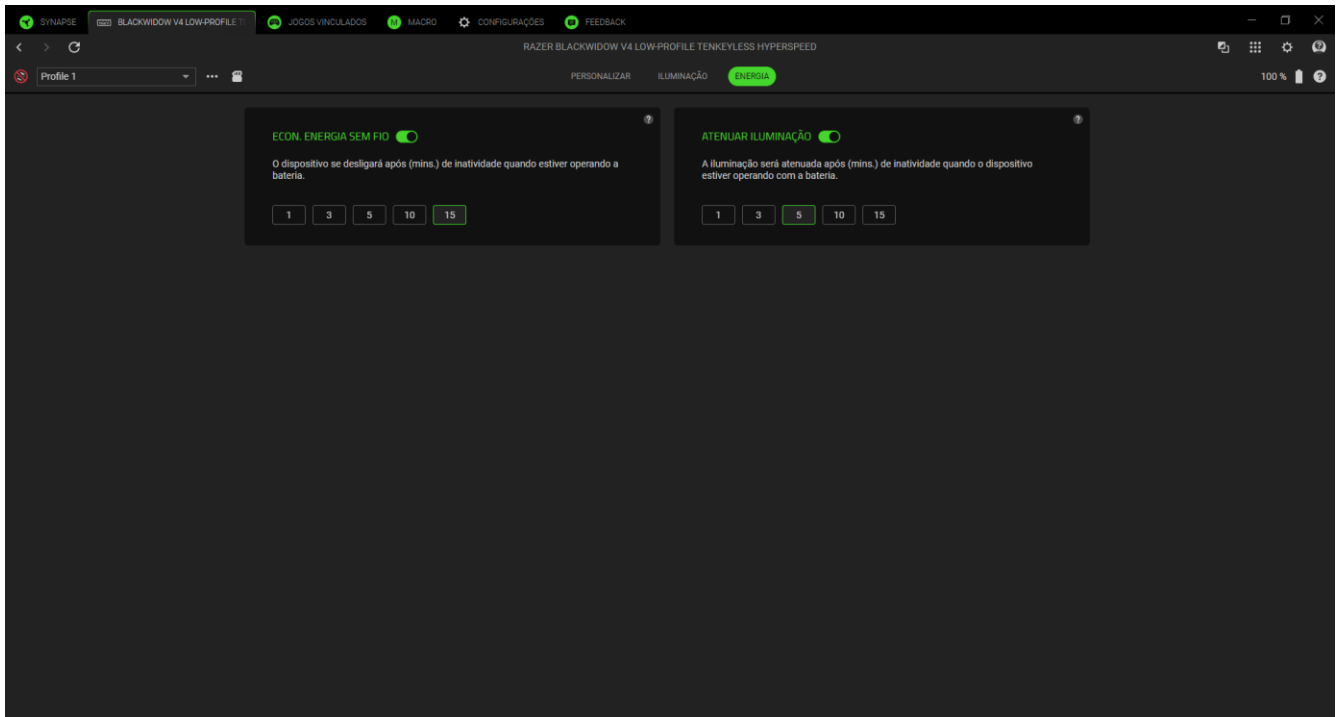 SYNAPSE BLACKWIDOW V4 LOW-PROFILE T JOGOS VINCULADOS M MACRO CONFIGURAÇÕES FEEDBACK
RAZER BLACKWIDOW V4 LOW-PROFILE TENKEYLESS HYPERSPEED
Profile 1 PERSONALIZAR ILUMINAÇÃO ENERGIA 100 %
ECON. ENERGIA SEM FIO
O dispositivo se desligará após (mins.) de inatividade quando estiver operando a
bateria.
1 3 5 10 15
ATENUAR ILUMINAÇÃO
A iluminação será atenuada após (mins.) de inatividade quando o dispositivo
estiver operando com a bateria.
1 3 5 10 15